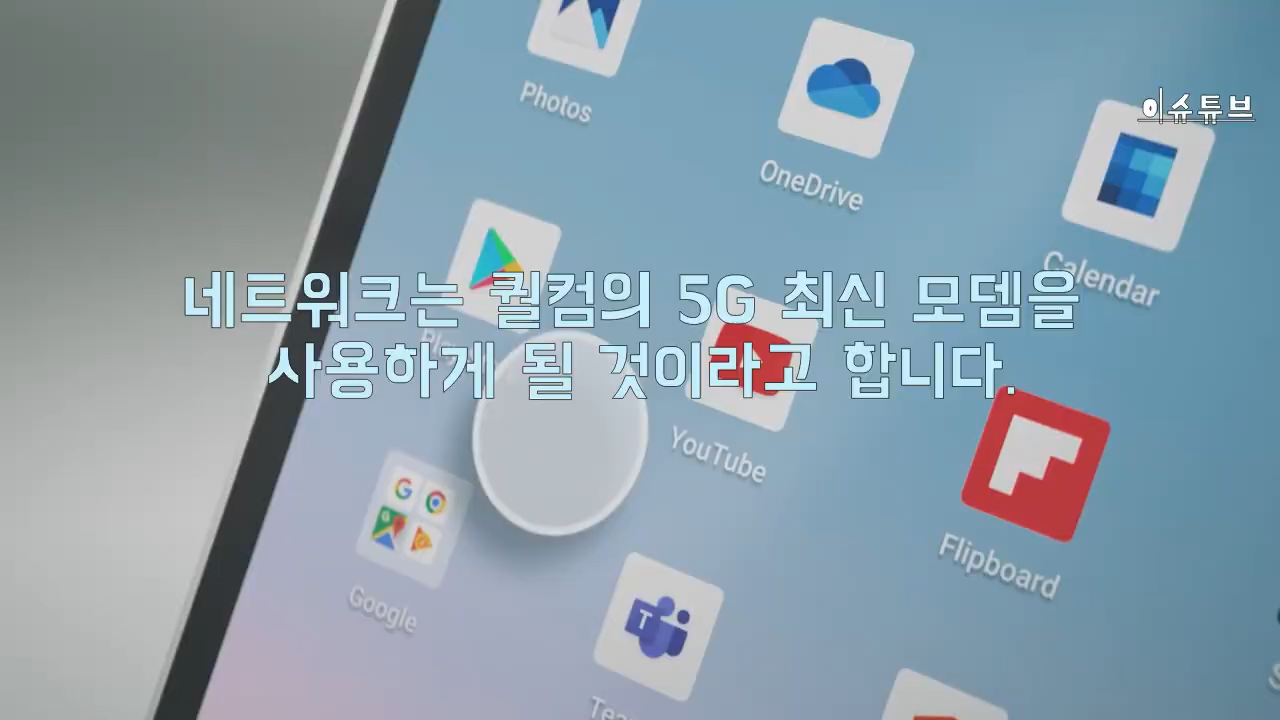 Photos
OneDrive
이슈튜브
Calendar
네트워크는 퀄컴의 5G 최신 모뎀을
사용하게 될 것이라고 합니다.
YouTube
Flipboard
Google